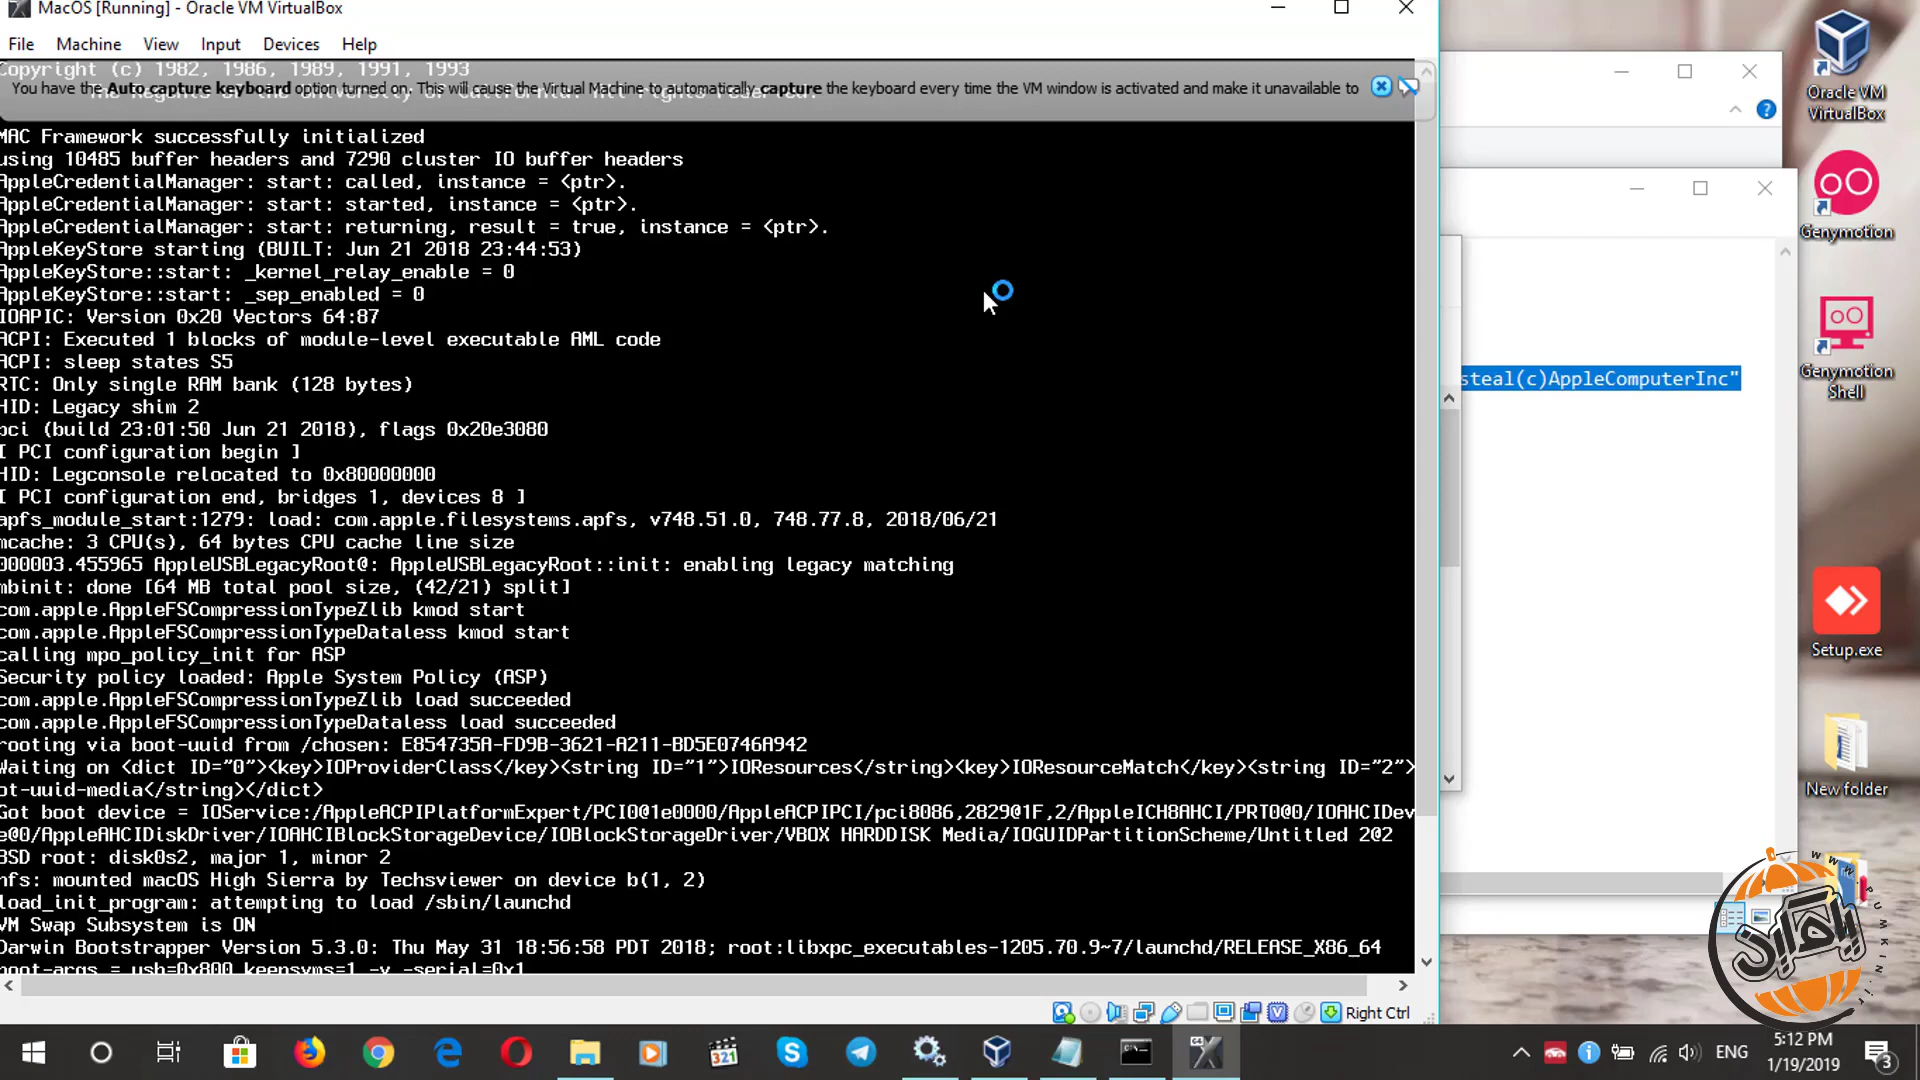 MacOS [Running] - Oracle VM VirtualBox
File Machine View Input Devices Help
Copyright (c) 1982, 1986, 1989, 1991, 1993
You have the Auto capture keyboard option turned on. This will cause the Virtual Machine to automatically capture the keyboard every time the VM window is activated and make it unavailable to
MAC Framework successfully initialized
using 10485 buffer headers and 7290 cluster IO buffer headers
AppleCredentialManager: start: called, instance = <ptr>.
AppleCredentialManager: start: started, instance = <ptr>.
AppleCredentialManager: start: returning, result = true, instance = <ptr>.
AppleKeyStore starting (BUILT: Jun 21 2018 23:44:53)
AppleKeyStore::start: _kernel_relay_enable = 0
AppleKeyStore::start: _sep_enabled = 0
IOAPIC: Version 0x20 Vectors 64:87
ACPI: Executed 1 blocks of module-level executable AML code
ACPI: sleep states S5
RTC: Only single RAM bank (128 bytes)
HID: Legacy shim 2
pci (build 23:01:50 Jun 21 2018), flags 0x20e3080
[ PCI configuration begin ]
HID: Legconsole relocated to 0x80000000
[ PCI configuration end, bridges 1, devices 8 ]
apfs_module_start:1279: load: com.apple.filesystems.apfs, v748.51.0, 748.77.8, 2018/06/21
mcache: 3 CPU(s), 64 bytes CPU cache line size
000003.455965 AppleUSBLegacyRoot@: AppleUSBLegacyRoot::init: enabling legacy matching
mbinit: done [64 MB total pool size, (42/21) split]
com.apple.AppleFSCompressionTypeZlib kmod start
com.apple.AppleFSCompressionTypeDataless kmod start
calling mpo_policy_init for ASP
Security policy loaded: Apple System Policy (ASP)
com.apple.AppleFSCompressionTypeZlib load succeeded
com.apple.AppleFSCompressionTypeDataless load succeeded
rooting via boot-uuid from /chosen: E854735A-FD9B-3621-A211-BD5E0746A942
Waiting on <dict ID="0"><key>IOProviderClass</key><string ID="1">IOResources</string><key>IOResourceMatch</key><string ID="2">
ot-uuid-media</string></dict>
Got boot device = IOService:/AppleACPIPlatformExpert/PCI0@1e0000/AppleACPIPCI/pci8086,2829@1F,2/AppleICH8AHCI/PRT0@0/IOAHCIDev
e@0/AppleAHCIDiskDriver/IOAHCIBlockStorageDevice/IOBlockStorageDriver/VBOX HARDDISK Media/IOGUIDPartitionScheme/Untitled 2@2
BSD root: disk0s2, major 1, minor 2
hfs: mounted macOS High Sierra by Techsviewer on device b(1, 2)
load_init_program: attempting to load /sbin/launchd
VM Swap Subsystem is ON
Darwin Bootstrapper Version 5.3.0: Thu May 31 18:56:58 PDT 2018; root:libxpc_executables-1205.70.9~7/launchd/RELEASE_X86_64
boot-args = usb=0x800 keepsyms=1 -v -serial=0x1
Right Ctrl
steal(c)AppleComputerInc"
Oracle VM
VirtualBox
Genymotion
Genymotion
Shell
Setup.exe
New folder
ENG
5:12 PM
1/19/2019
3